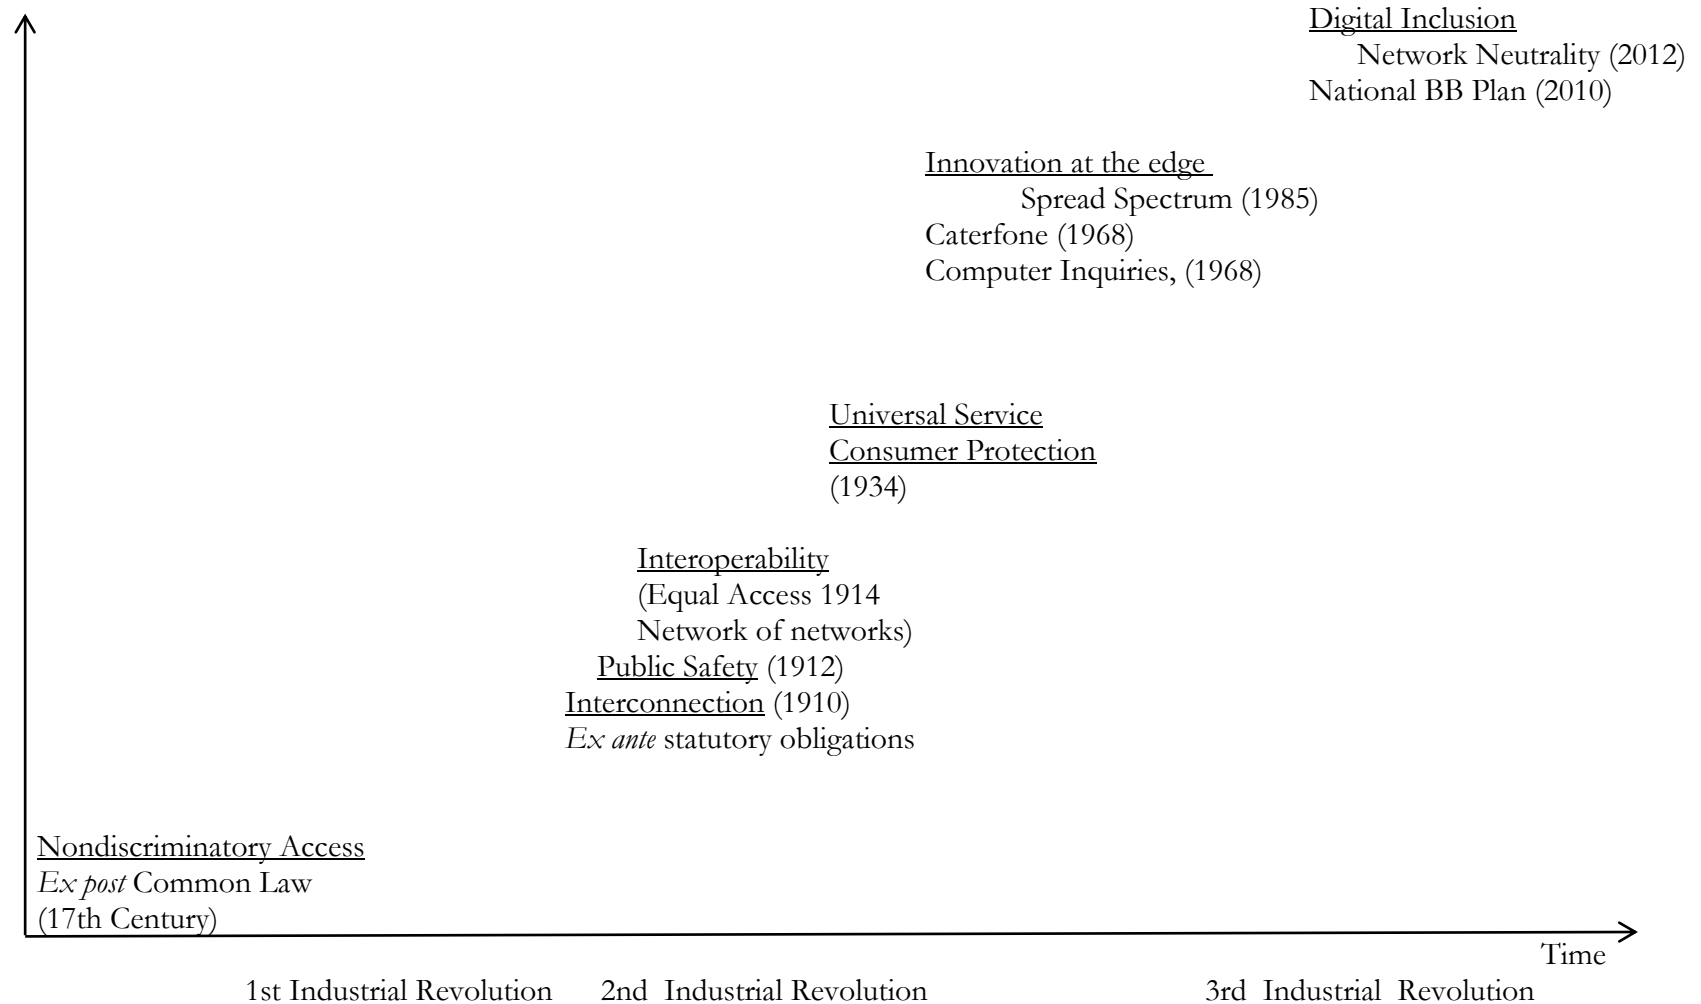 Digital Inclusion
Network Neutrality (2012)
National BB Plan (2010)
Innovation at the edge
Spread Spectrum (1985)
Caterfone (1968)
Computer Inquiries, (1968)
Universal Service
Consumer Protection
(1934)
Interoperability
(Equal Access 1914
Network of networks)
Public Safety (1912)
Interconnection (1910)
Ex ante statutory obligations
Nondiscriminatory Access
Ex post Common Law
(17th Century)
Time
1st Industrial Revolution 2nd Industrial Revolution 3rd Industrial Revolution